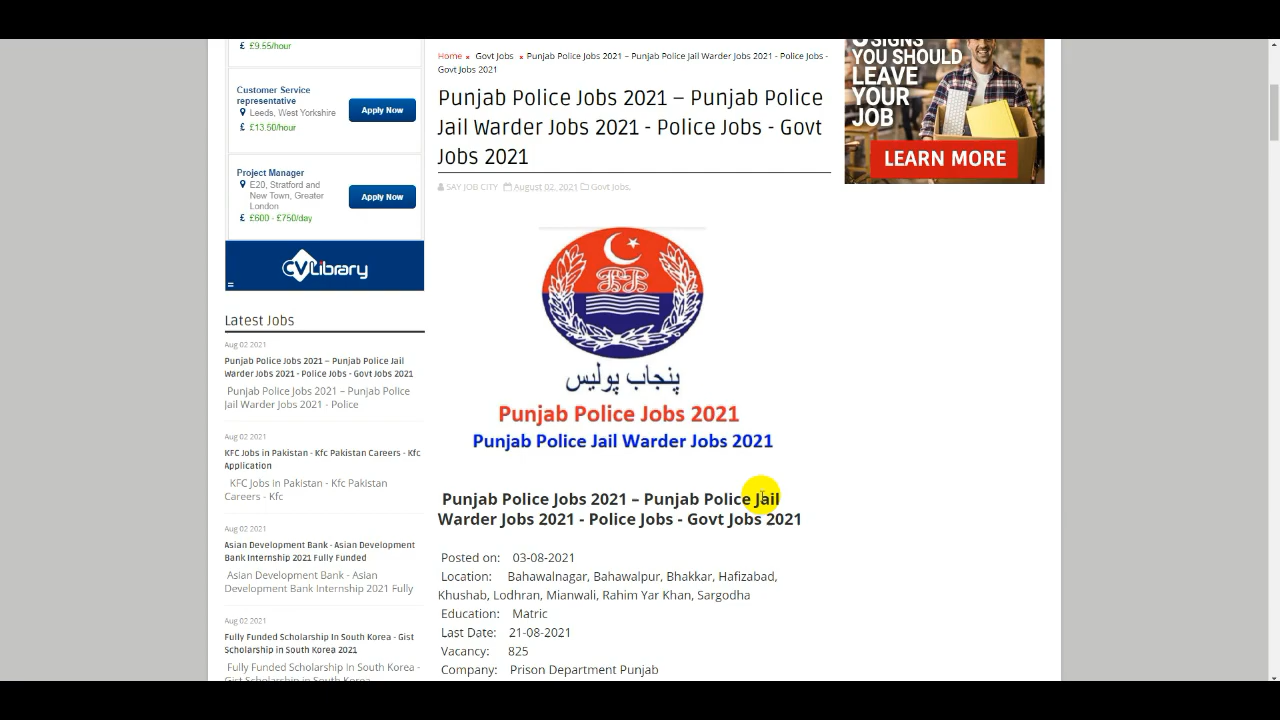 £ £9.55/hour
Customer Service
representative
Leeds, West Yorkshire
£ £13.50/hour
Apply Now
Project Manager
E20, Stratford and
New Town, Greater
London
£ £600 - £750/day
Apply Now
CV Library
Latest Jobs
Aug 02 2021
Punjab Police Jobs 2021 – Punjab Police Jail
Warder Jobs 2021 - Police Jobs - Govt Jobs 2021
Punjab Police Jobs 2021 – Punjab Police
Jail Warder Jobs 2021 - Police
Aug 02 2021
KFC Jobs in Pakistan - Kfc Pakistan Careers - Kfc
Application
KFC Jobs in Pakistan - Kfc Pakistan
Careers - Kfc
Aug 02 2021
Asian Development Bank - Asian Development
Bank Internship 2021 Fully Funded
Asian Development Bank - Asian
Development Bank Internship 2021 Fully
Aug 02 2021
Fully Funded Scholarship In South Korea - Gist
Scholarship in South Korea 2021
Fully Funded Scholarship In South Korea -
Gist Scholarship in South Korea
Home × Govt Jobs × Punjab Police Jobs 2021 – Punjab Police Jail Warder Jobs 2021 - Police Jobs -
Govt Jobs 2021
Punjab Police Jobs 2021 – Punjab Police
Jail Warder Jobs 2021 - Police Jobs - Govt
Jobs 2021
SAY JOB CITY August 02, 2021 Govt Jobs,
پنجاب پولیس
Punjab Police Jobs 2021
Punjab Police Jail Warder Jobs 2021
Punjab Police Jobs 2021 – Punjab Police Jail
Warder Jobs 2021 - Police Jobs - Govt Jobs 2021
Posted on: 03-08-2021
Location: Bahawalnagar, Bahawalpur, Bhakkar, Hafizabad,
Khushab, Lodhran, Mianwali, Rahim Yar Khan, Sargodha
Education: Matric
Last Date: 21-08-2021
Vacancy: 825
Company: Prison Department Punjab
SIGNS
YOU SHOULD
LEAVE
YOUR
JOB
LEARN MORE